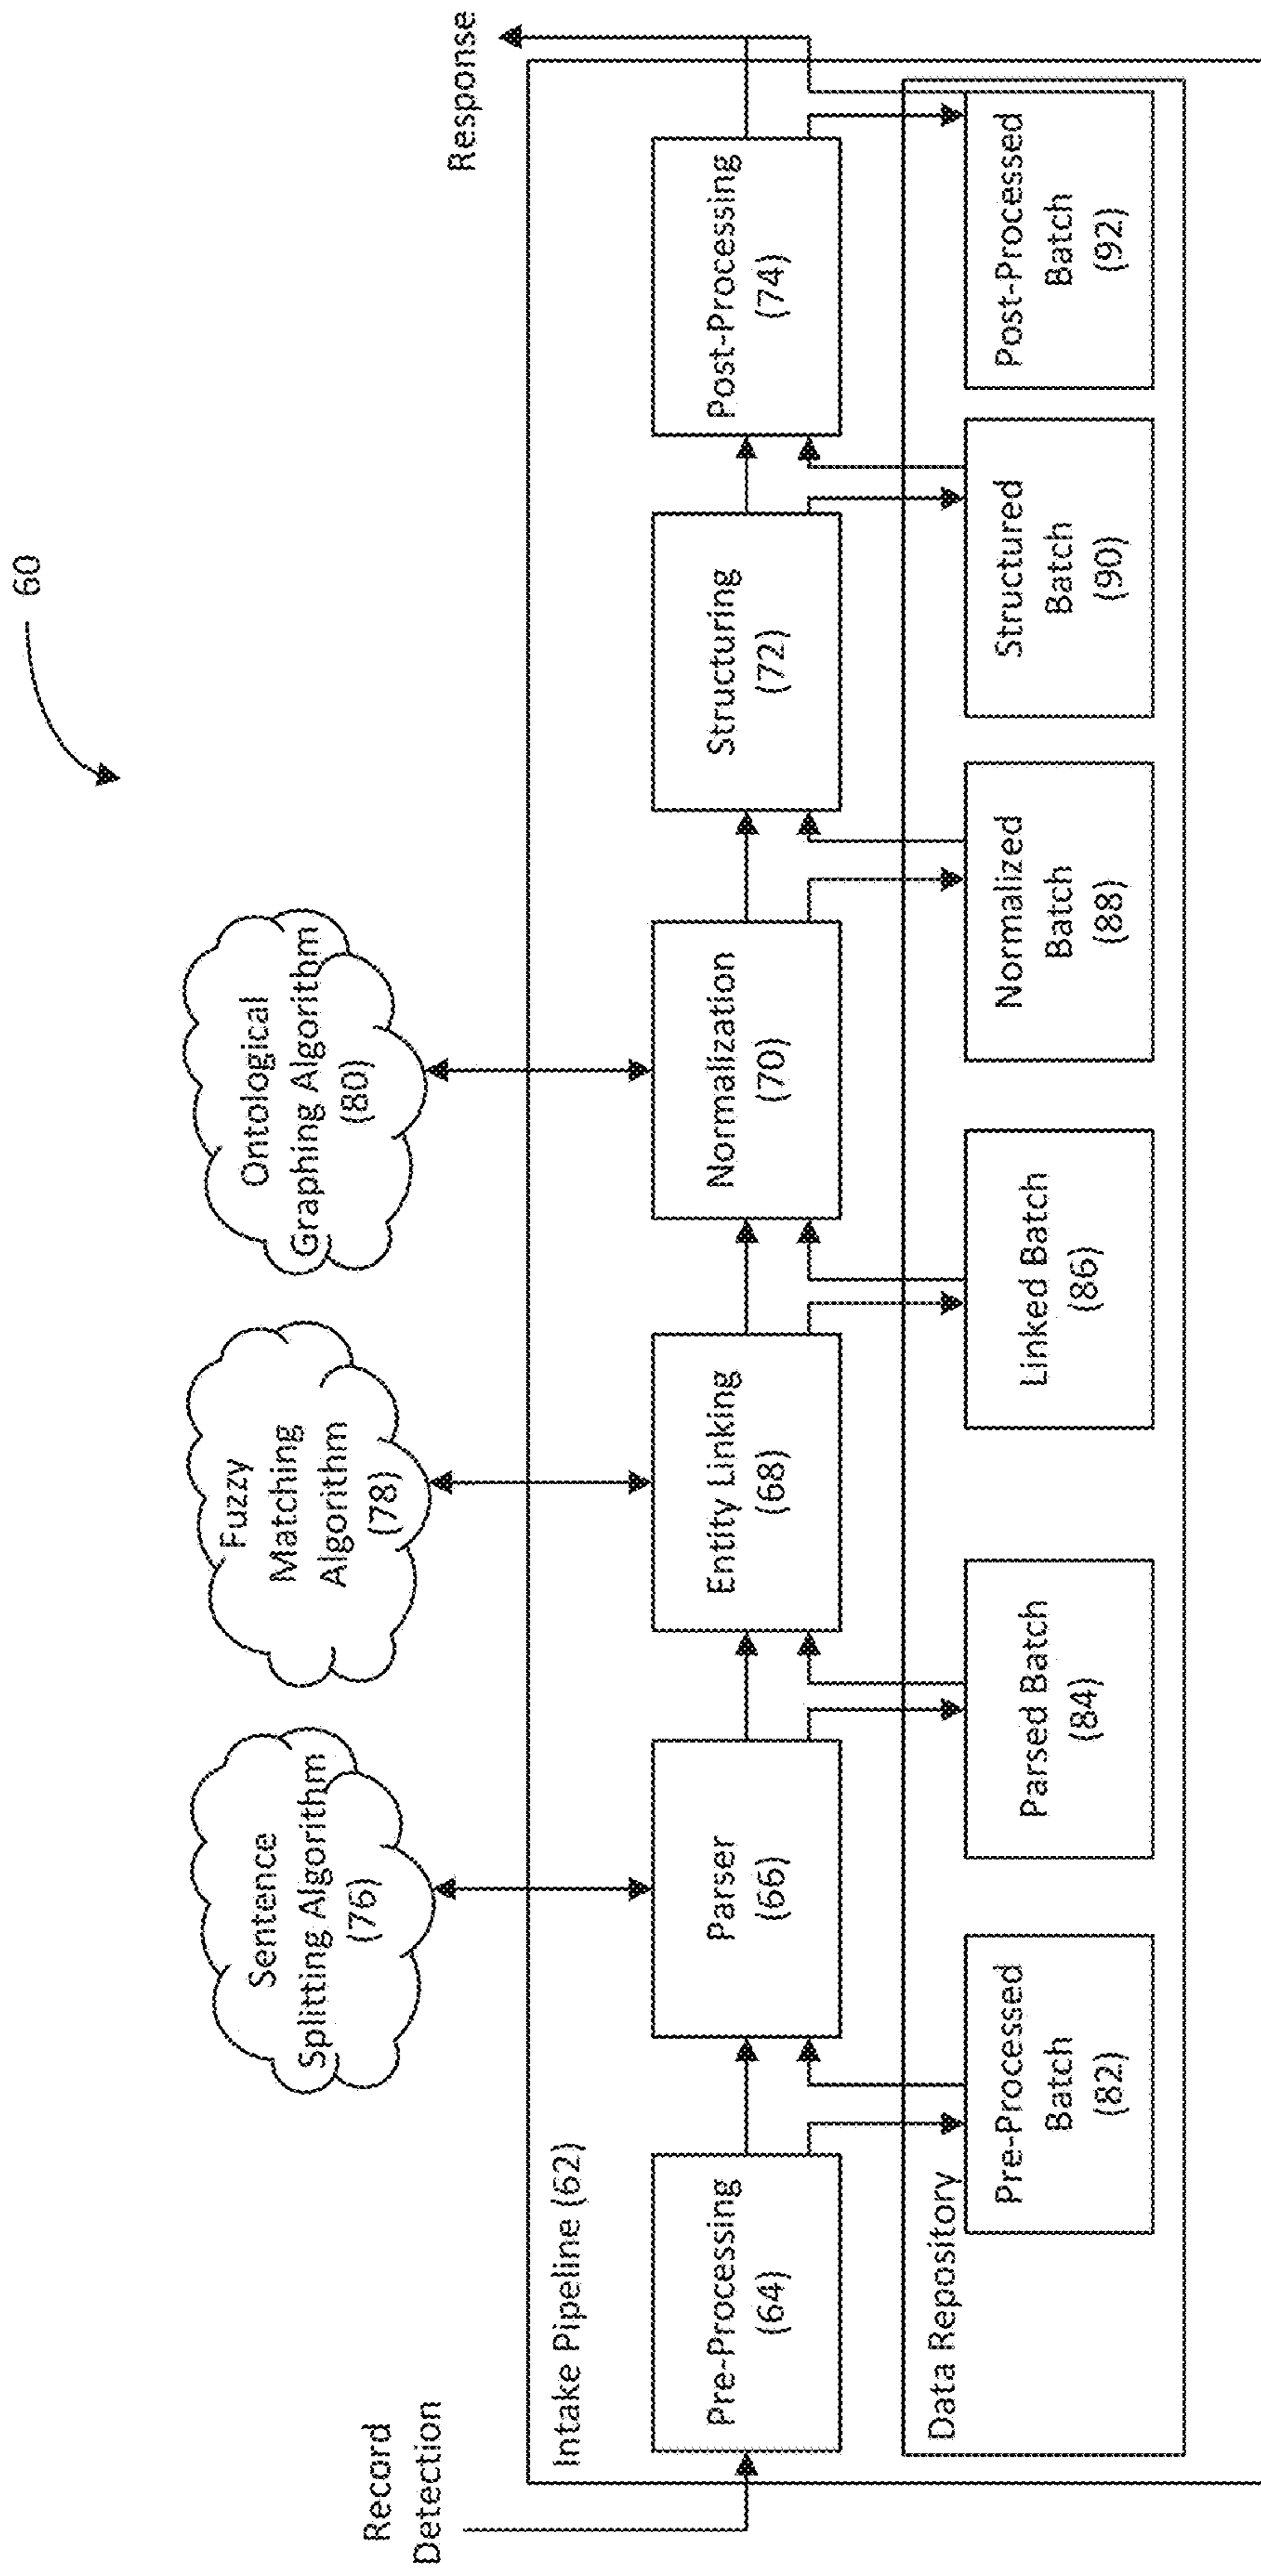 60
Sentence
Splitting Algorithm
(76)
Fuzzy
Matching
Algorithm
(78)
Ontological
Graphing Algorithm
(80)
Record
Detection
Response
Intake Pipeline (62)
Pre-Processing
(64)
Parser
(66)
Entity Linking
(68)
Normalization
(70)
Structuring
(72)
Post-Processing
(74)
Data Repository
Pre-Processed
Batch
(82)
Parsed Batch
(84)
Linked Batch
(86)
Normalized
Batch
(88)
Structured
Batch
(90)
Post-Processed
Batch
(92)